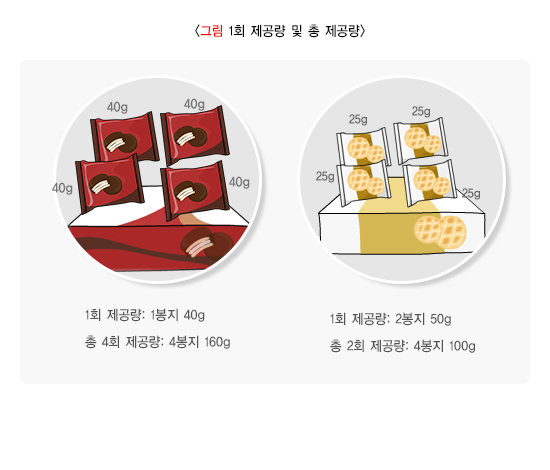 <그림 1회 제공량 및 총 제공량>
40g
40g
40g
40g
25g
25g
25g
25g
1회 제공량: 1봉지 40g
총 4회 제공량: 4봉지 160g
1회 제공량: 2봉지 50g
총 2회 제공량: 4봉지 100g